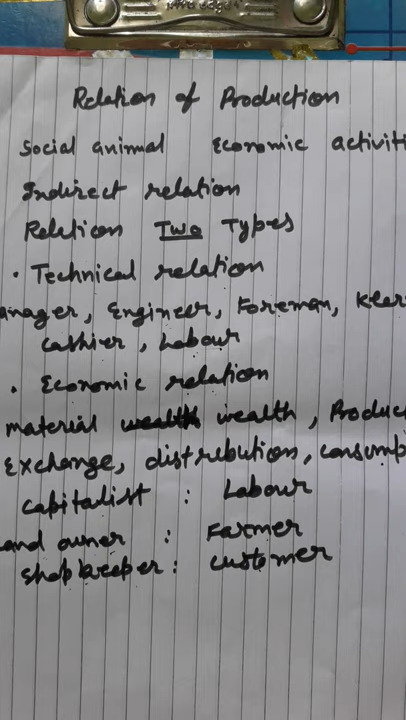 Relation of Production
Social animal Economic activiti
Indirect relation
Relation Two Types
• Technical relation
anager, Engineer, Foreman, Kler
Cashier, Labour
• Economic relation
material wealth wealth, Produc
Exchange, distribution, consump
Capitalist : Labour
and owner : Farmer
Shopkeeper : Customer